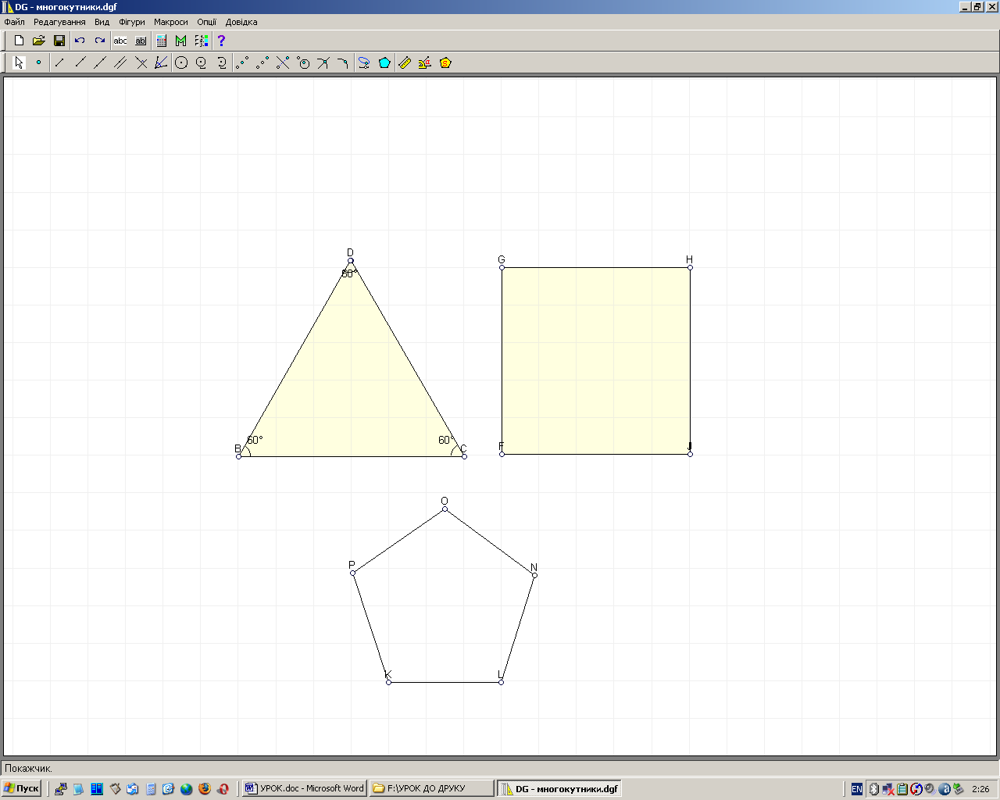 DG - многокутники.dgf
Файл Редагування Вид Фігури Макроси Опції Довідка
abc ab M ?
D
60°
G H
60° 60°
B C F J
O
P N
K L
Покажчик.
Пуск УРОК.doc - Microsoft Word F:\УРОК ДО ДРУКУ DG - многокутники.dgf EN 2:26